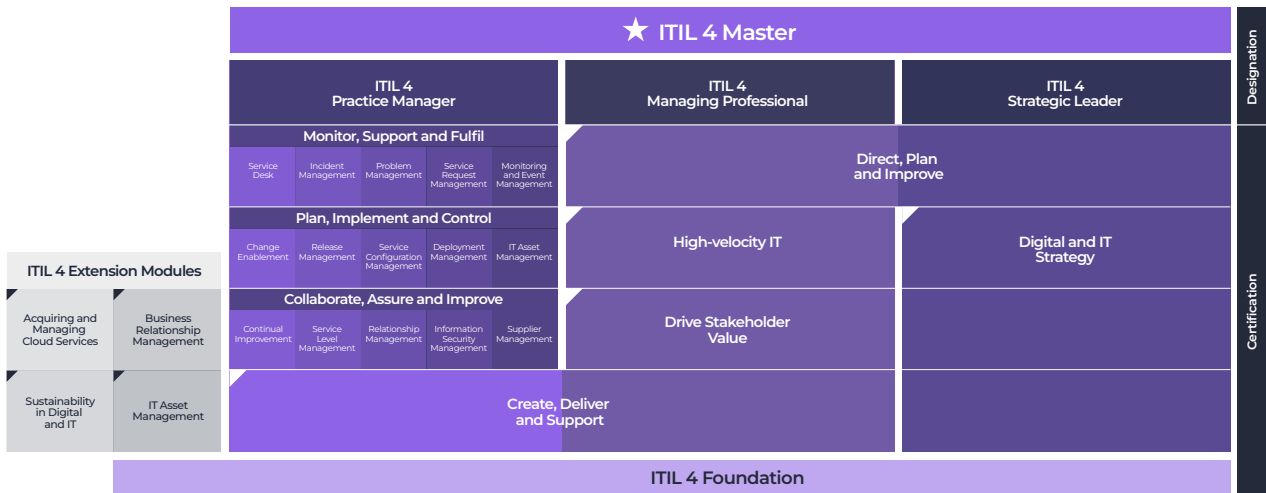 ITIL 4 Master
Designation
ITIL 4
Practice Manager
ITIL 4
Managing Professional
ITIL 4
Strategic Leader
Monitor, Support and Fulfil
Service
Desk
Incident
Management
Problem
Management
Service
Request
Management
Monitoring
and Event
Management
Direct, Plan
and Improve
Plan, Implement and Control
Change
Enablement
Release
Management
Service
Configuration
Management
Deployment
Management
IT Asset
Management
High-velocity IT
Digital and IT
Strategy
Certification
ITIL 4 Extension Modules
Acquiring and
Managing
Cloud Services
Business
Relationship
Management
Collaborate, Assure and Improve
Continual
Improvement
Service
Level
Management
Relationship
Management
Information
Security
Management
Supplier
Management
Drive Stakeholder
Value
Sustainability
in Digital
and IT
IT Asset
Management
Create, Deliver
and Support
ITIL 4 Foundation